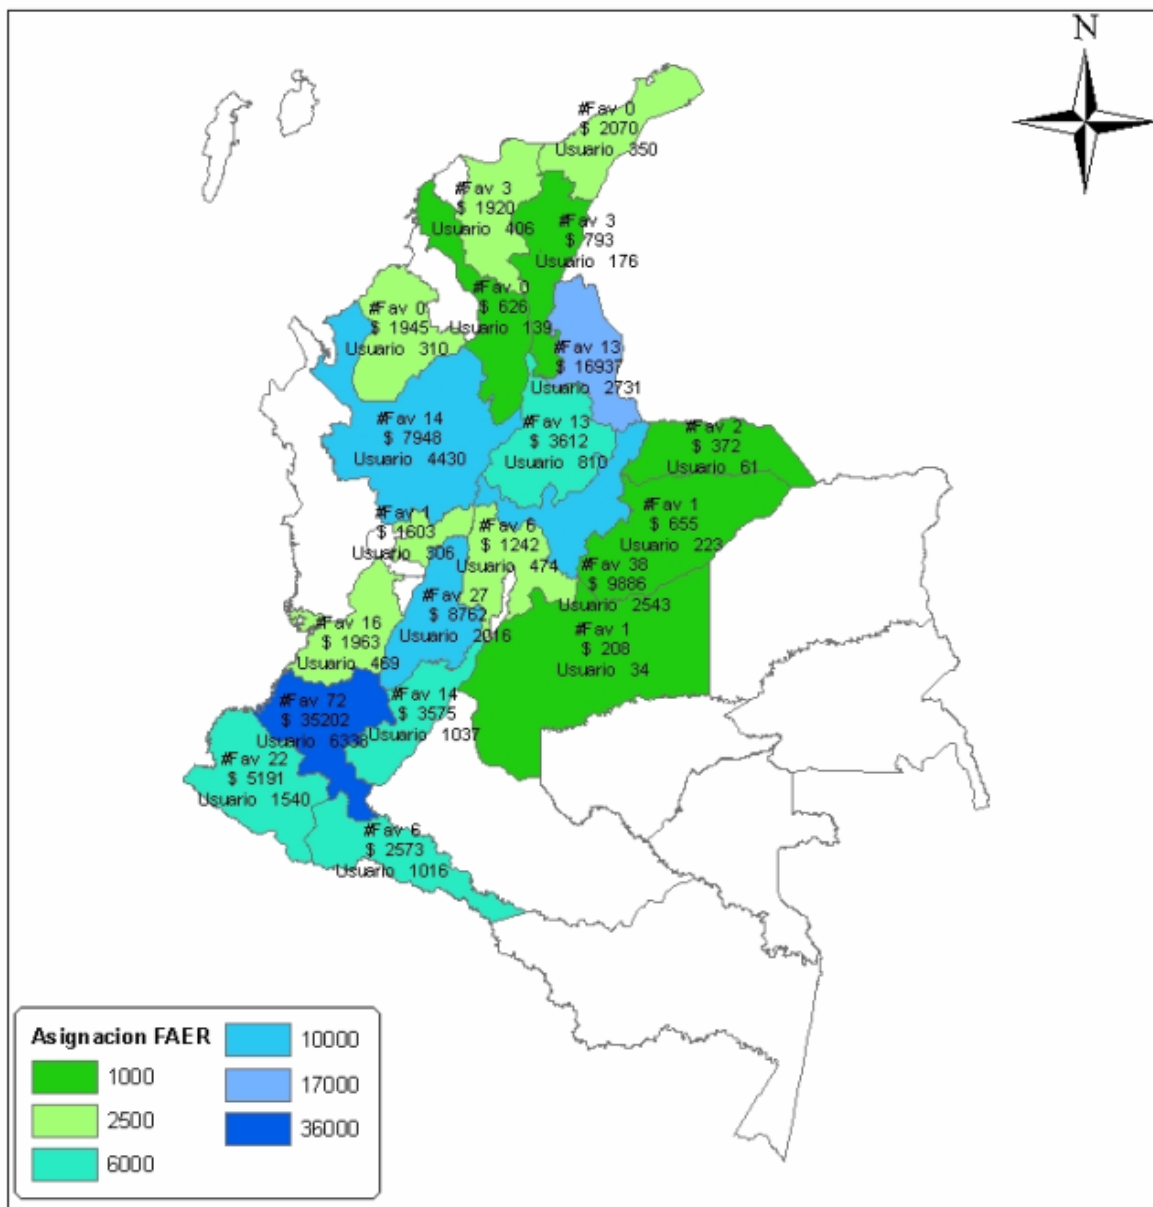 N
#Fav 0
$ 2070
Usuario 350
#Fav 3
$ 1920
Usuario 406
#Fav 3
$ 793
Usuario 176
#Fav 0
$ 626
Usuario 139
#Fav 0
$ 1945
Usuario 310
#Fav 13
$ 16937
Usuario 2731
#Fav 14
$ 7948
Usuario 4430
#Fav 13
$ 3612
Usuario 810
#Fav 2
$ 372
Usuario 61
#Fav 1
$ 655
Usuario 223
#Fav 1
$ 1603
Usuario 306
#Fav 6
$ 1242
Usuario 474
#Fav 38
$ 9886
Usuario 2543
#Fav 27
$ 8762
Usuario 2016
#Fav 16
$ 1963
Usuario 469
#Fav 1
$ 208
Usuario 34
#Fav 14
$ 3575
Usuario 1037
#Fav 72
$ 35202
Usuario 6338
#Fav 22
$ 5191
Usuario 1540
#Fav 6
$ 2573
Usuario 1016
Asignacion FAER
1000
2500
6000
10000
17000
36000